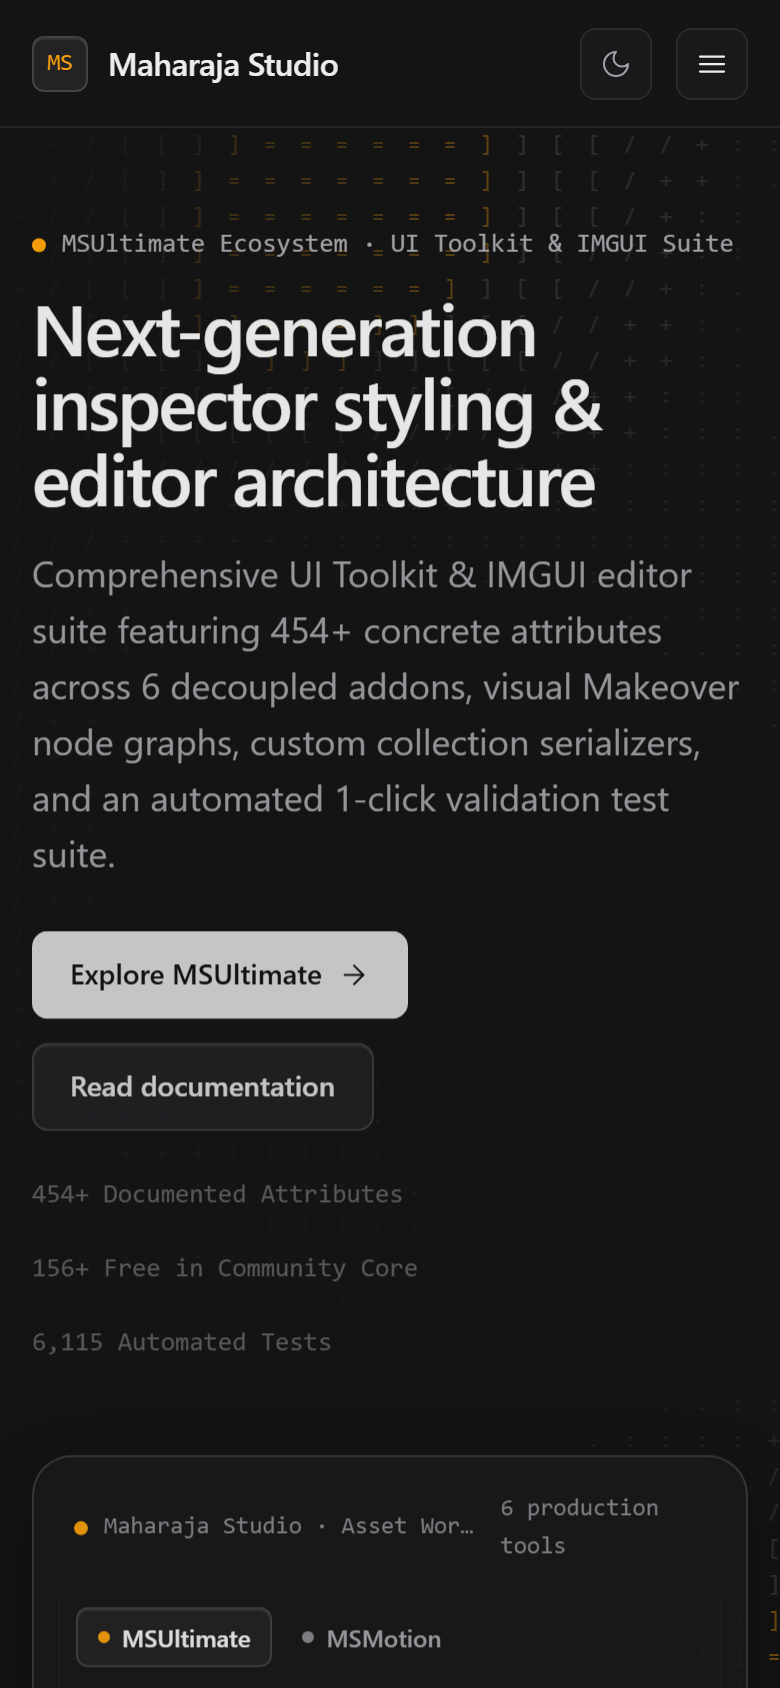 MS
Maharaja Studio
MSUltimate Ecosystem · UI Toolkit & IMGUI Suite
Next-generation
inspector styling &
editor architecture
Comprehensive UI Toolkit & IMGUI editor
suite featuring 454+ concrete attributes
across 6 decoupled addons, visual Makeover
node graphs, custom collection serializers,
and an automated 1-click validation test
suite.
Explore MSUltimate →
Read documentation
454+ Documented Attributes
156+ Free in Community Core
6,115 Automated Tests
Maharaja Studio · Asset Wor…
6 production
tools
MSUltimate
MSMotion